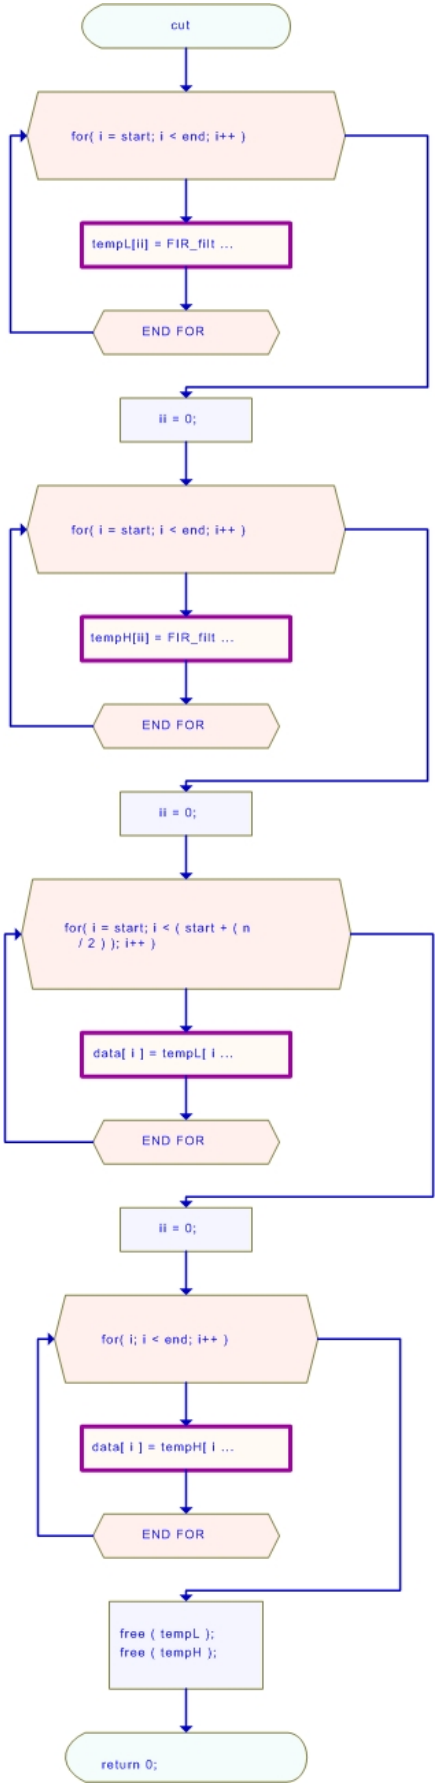 cut
for( i = start; i < end; i++ )
tempL[ii] = FIR_filt ...
END FOR
ii = 0;
for( i = start; i < end; i++ )
tempH[ii] = FIR_filt ...
END FOR
ii = 0;
for( i = start; i < ( start + ( n
/ 2 ) ); i++ )
data[ i ] = tempL[ i ...
END FOR
ii = 0;
for( i; i < end; i++ )
data[ i ] = tempH[ i ...
END FOR
free ( tempL );
free ( tempH );
return 0;